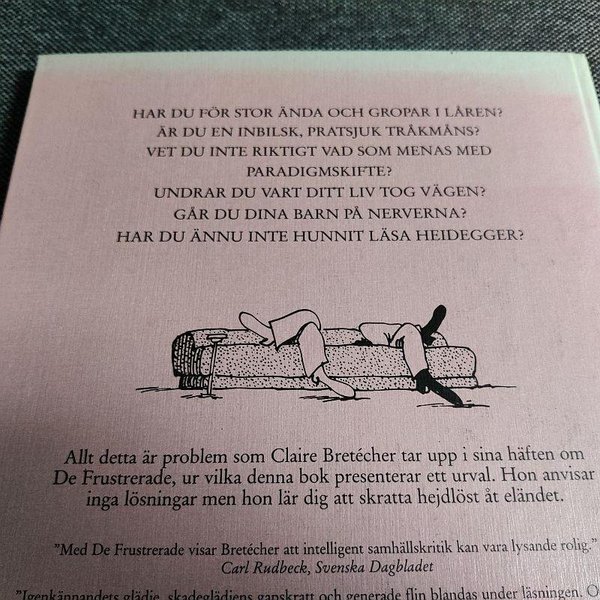 HAR DU FÖR STOR ÄNDA OCH GROPAR I LÅREN?
ÄR DU EN INBILSK, PRATSJUK TRÅKMÅNS?
VET DU INTE RIKTIGT VAD SOM MENAS MED
PARADIGMSKIFTE?
UNDRAR DU VART DITT LIV TOG VÄGEN?
GÅR DU DINA BARN PÅ NERVERNA?
HAR DU ÄNNU INTE HUNNIT LÄSA HEIDEGGER?
Allt detta är problem som Claire Bretécher tar upp i sina häften om
De Frustrerade, ur vilka denna bok presenterar ett urval. Hon anvisar
inga lösningar men hon lär dig att skratta hejdlöst åt eländet.
"Med De Frustrerade visar Bretécher att intelligent samhällskritik kan vara lysande rolig."
Carl Rudbeck, Svenska Dagbladet
"Igenkännandets glädje, skadeglädjens gapskratt och generade flin blandas under läsningen. O